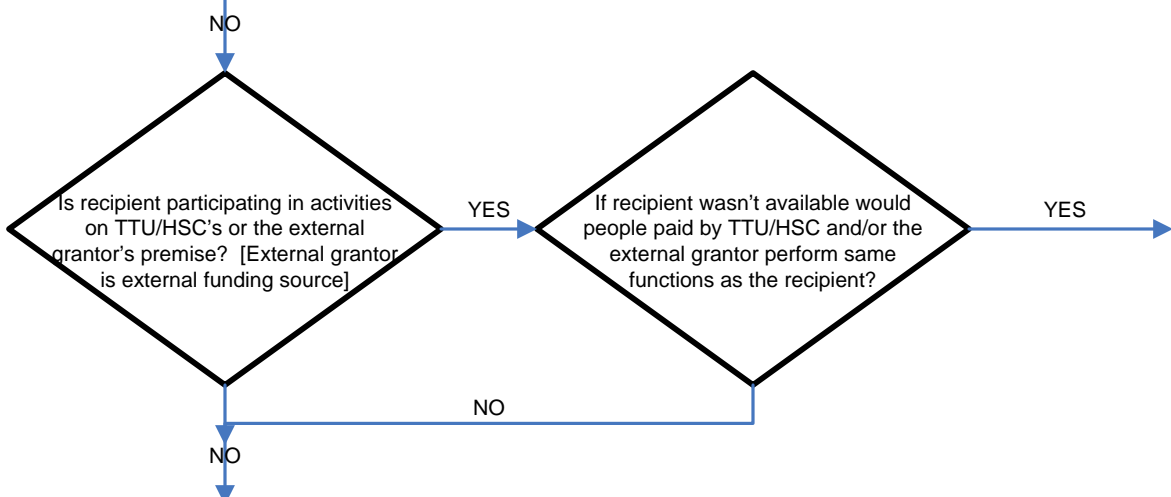 NO
Is recipient participating in activities
on TTU/HSC's or the external
grantor's premise?  [External grantor
is external funding source]
YES
If recipient wasn't available would
people paid by TTU/HSC and/or the
external grantor perform same
functions as the recipient?
YES
NO
NO